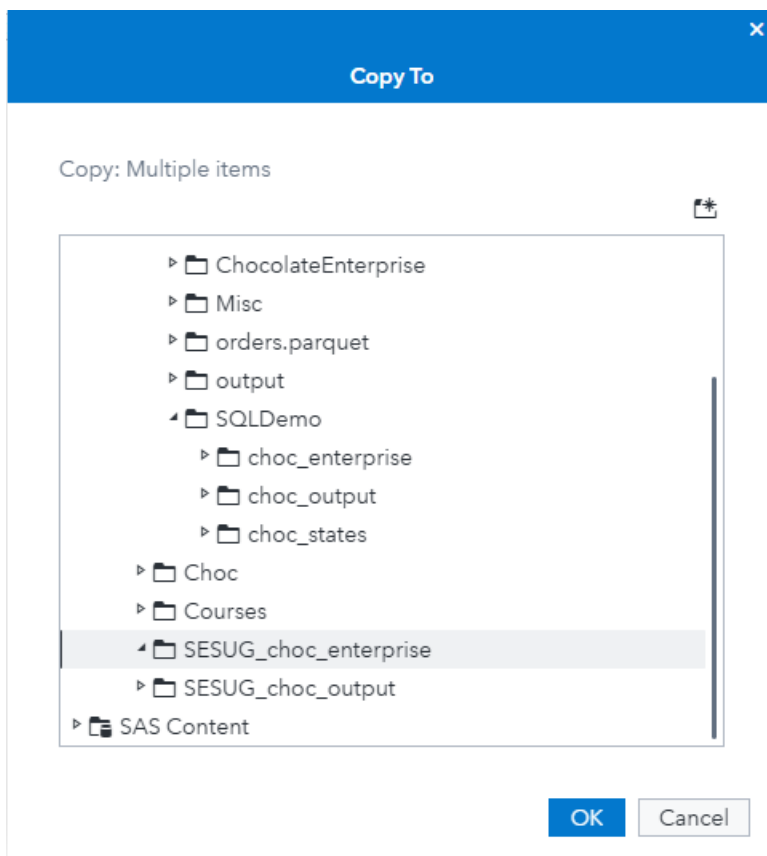 Copy To
Copy: Multiple items
ChocolateEnterprise
Misc
orders.parquet
output
SQLDemo
choc_enterprise
choc_output
choc_states
Choc
Courses
SESUG_choc_enterprise
SESUG_choc_output
SAS Content
OK Cancel